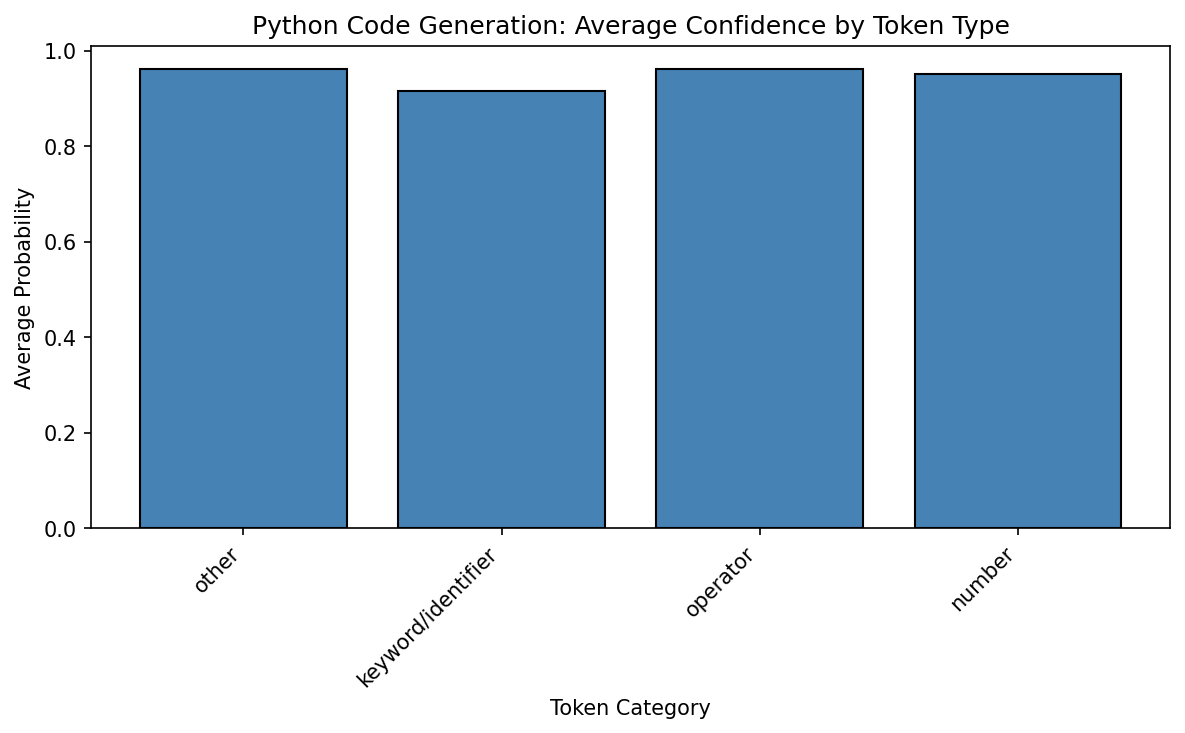 Python Code Generation: Average Confidence by Token Type
1.0
0.8
0.6
0.4
0.2
0.0
Average Probability
other
keyword/identifier
operator
number
Token Category